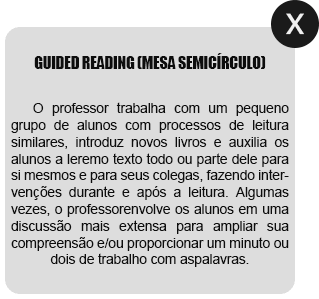 X
GUIDED READING (MESA SEMICÍRCULO)
O professor trabalha com um pequeno
grupo de alunos com processos de leitura
similares, introduz novos livros e auxilia os
alunos a leremo texto todo ou parte dele para
si mesmos e para seus colegas, fazendo inter-
venções durante e após a leitura. Algumas
vezes, o professorenvolve os alunos em uma
discussão mais extensa para ampliar sua
compreensão e/ou proporcionar um minuto ou
dois de trabalho com aspalavras.